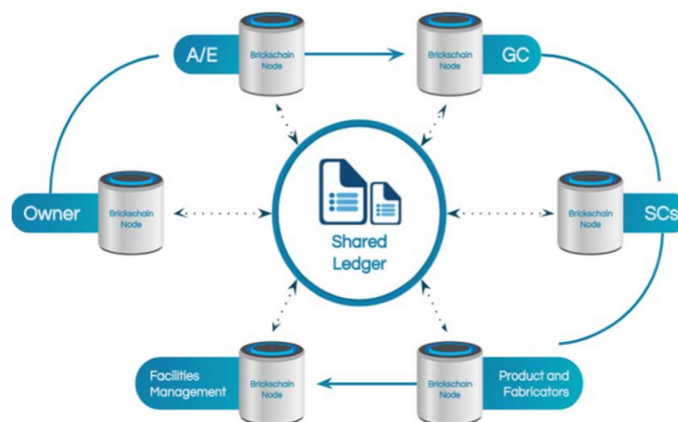 A/E
Brickschain
Node
Brickschain
Node
GC
Owner
Brickschain
Node
Shared
Ledger
Brickschain
Node
SCs
Facilities
Management
Brickschain
Node
Brickschain
Node
Product and
Fabricators